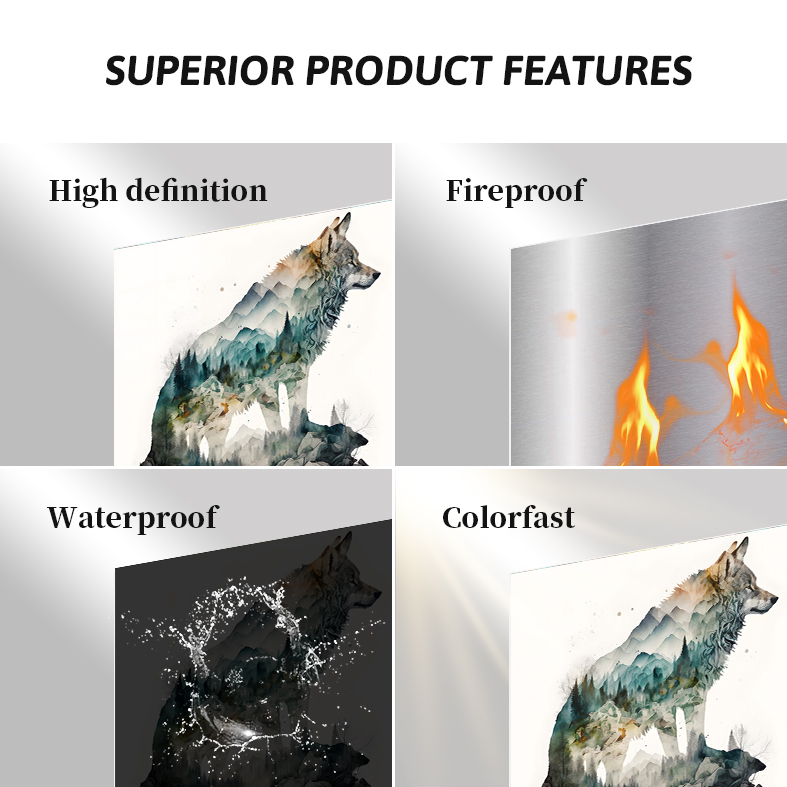 SUPERIOR PRODUCT FEATURES
High definition
Fireproof
Waterproof
Colorfast